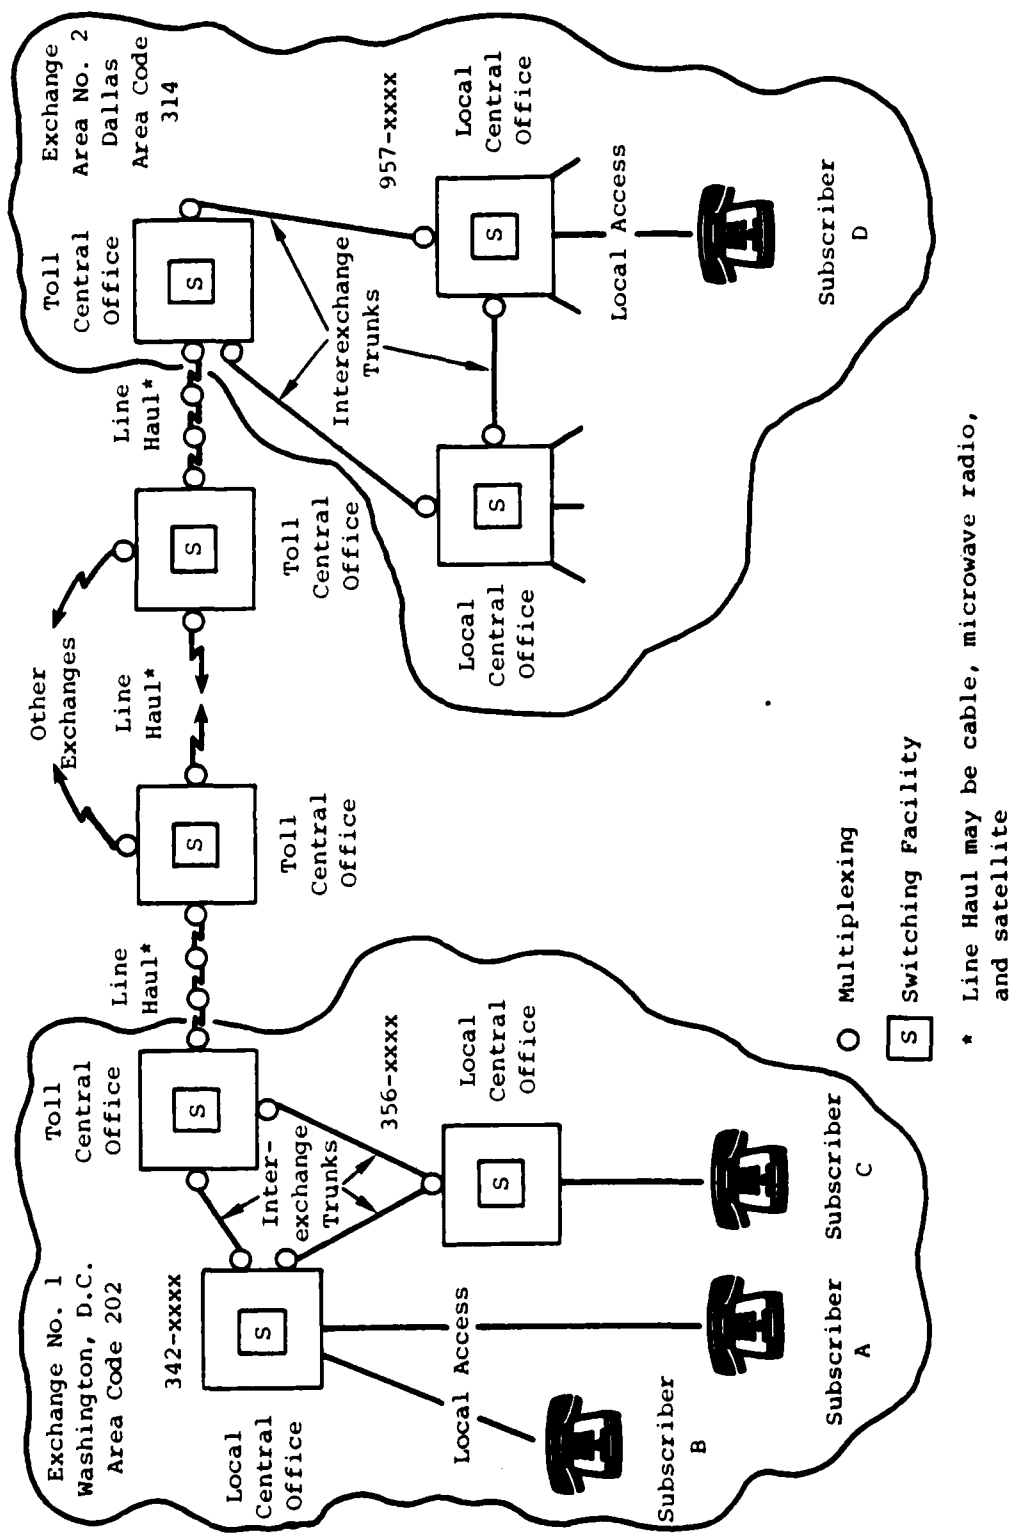 Exchange No. 1
Washington, D.C.
Area Code 202
Toll
Central
Office
Line
Haul*
Other
Exchanges
Line
Haul*
Line
Haul*
Toll
Central
Office
Exchange
Area No. 2
Dallas
Area Code
314
342-xxxx
S
S
S
S
S
Toll
Central
Office
Toll
Central
Office
Inter-
exchange
Trunks
Interexchange
Trunks
Local
Central
Office
S
356-xxxx
Local
Central
Office
S
Local
Central
Office
S
957-xxxx
Local
Central
Office
Local Access
Local Access
Subscriber
B
Subscriber
A
Subscriber
C
Subscriber
D
Multiplexing
S Switching Facility
* Line Haul may be cable, microwave radio,
and satellite